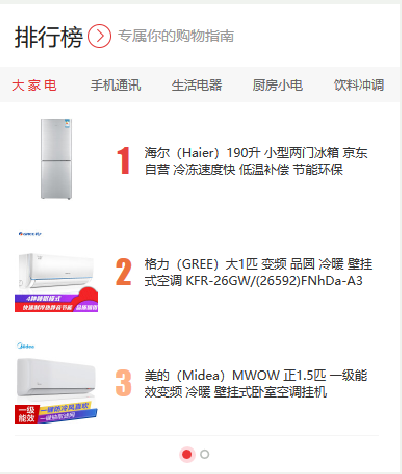 排行榜 专属你的购物指南
大家电 手机通讯 生活电器 厨房小电 饮料冲调
1
海尔（Haier）190升 小型两门冰箱 京东
自营 冷冻速度快 低温补偿 节能环保
2
格力（GREE）大1匹 变频 品圆 冷暖 壁挂
式空调 KFR-26GW/(26592)FNhDa-A3
Midea
3
美的（Midea）MWOW 正1.5匹 一级能
效变频 冷暖 壁挂式卧室空调挂机
一级
能效